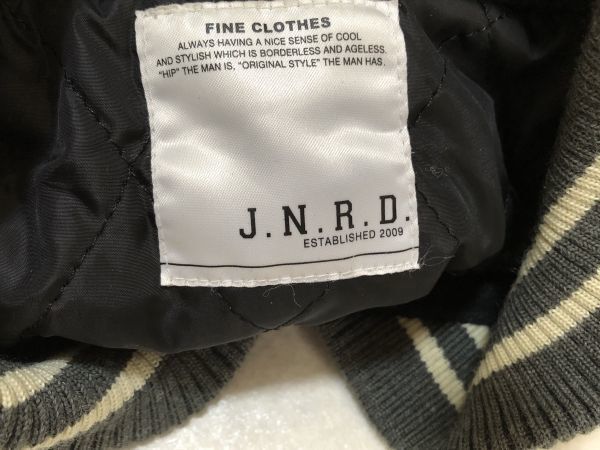 FINE CLOTHES
ALWAYS HAVING A NICE SENSE OF COOL
AND STYLISH WHICH IS BORDERLESS AND AGELESS.
"HIP" THE MAN IS, "ORIGINAL STYLE" THE MAN HAS.
J.N.R.D.
ESTABLISHED 2009